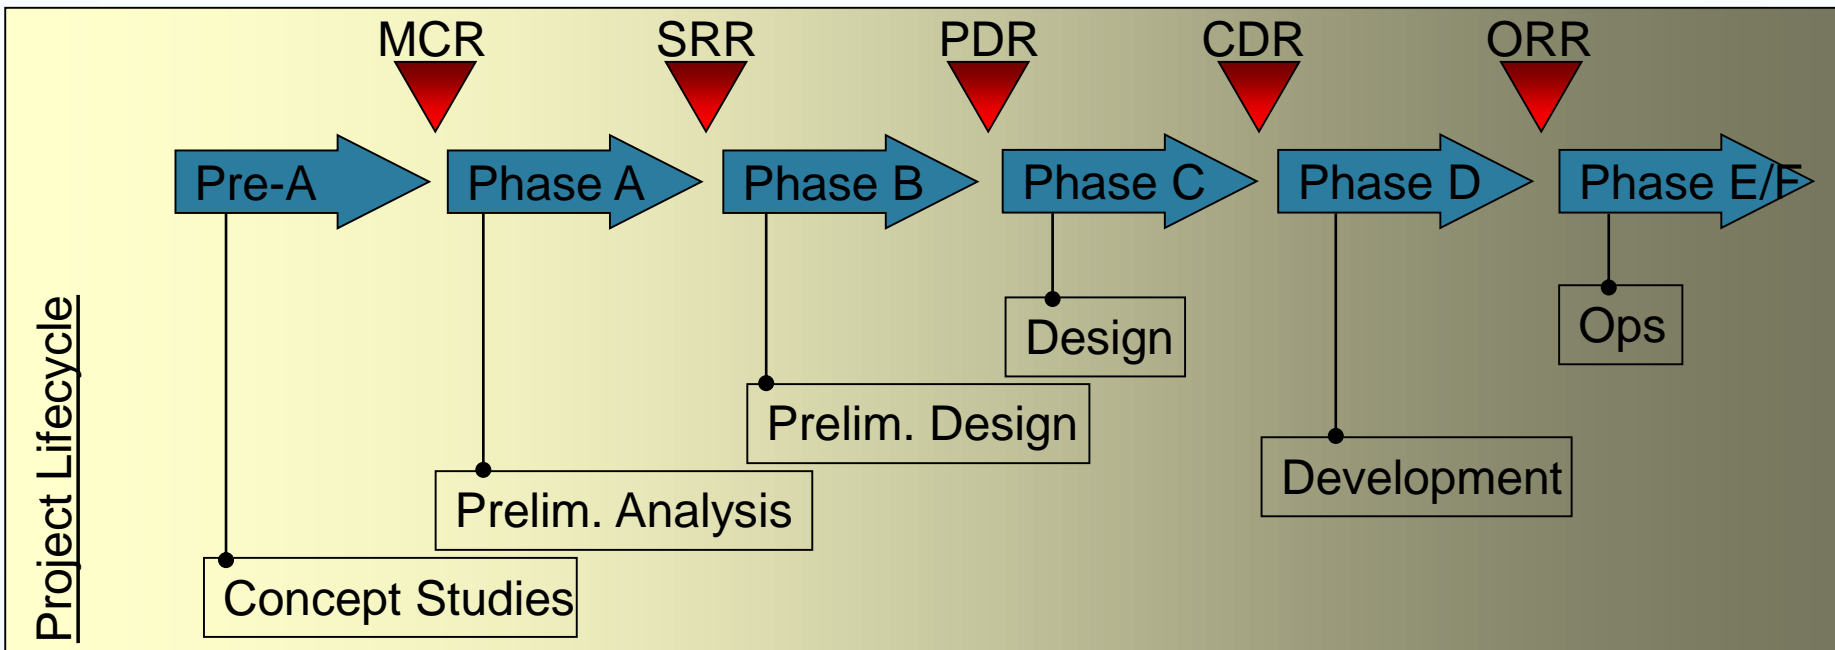 MCR
SRR
PDR
CDR
ORR
Pre-A
Phase A
Phase B
Phase C
Phase D
Phase E/F
Design
Ops
Prelim. Design
Development
Prelim. Analysis
Concept Studies
Project Lifecycle